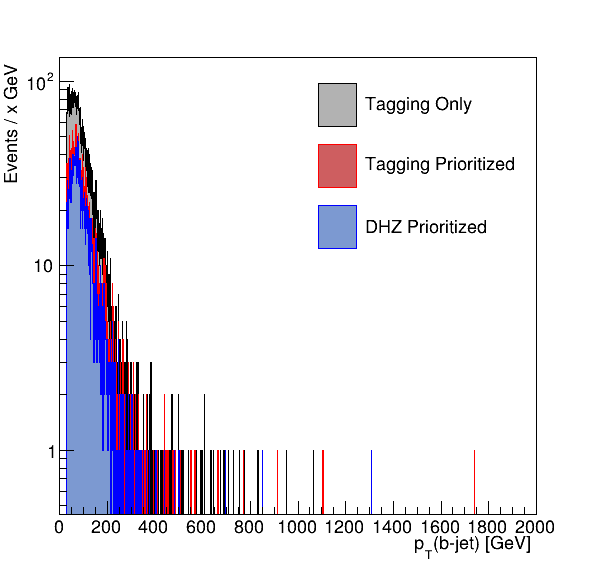 Events / x GeV
10²
10
1
Tagging Only
Tagging Prioritized
DHZ Prioritized
0 200 400 600 800 1000 1200 1400 1600 1800 2000
p_T(b-jet) [GeV]